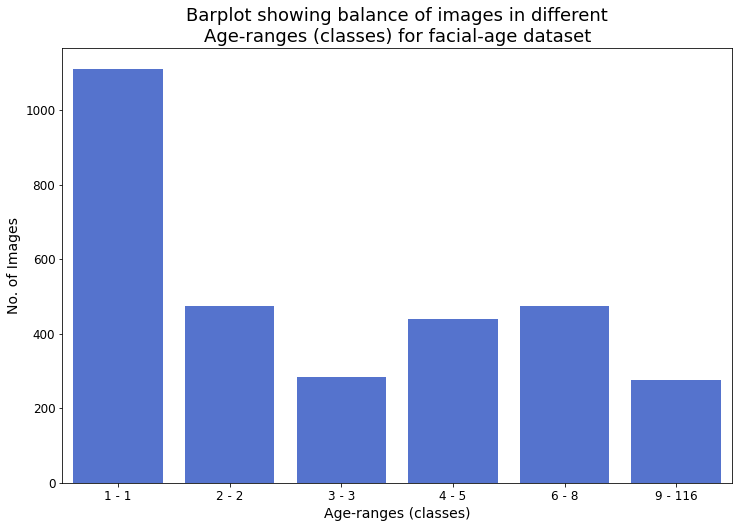 Barplot showing balance of images in different
Age-ranges (classes) for facial-age dataset
No. of Images
1000
800
600
400
200
0
1 - 1 2 - 2 3 - 3 4 - 5 6 - 8 9 - 116
Age-ranges (classes)